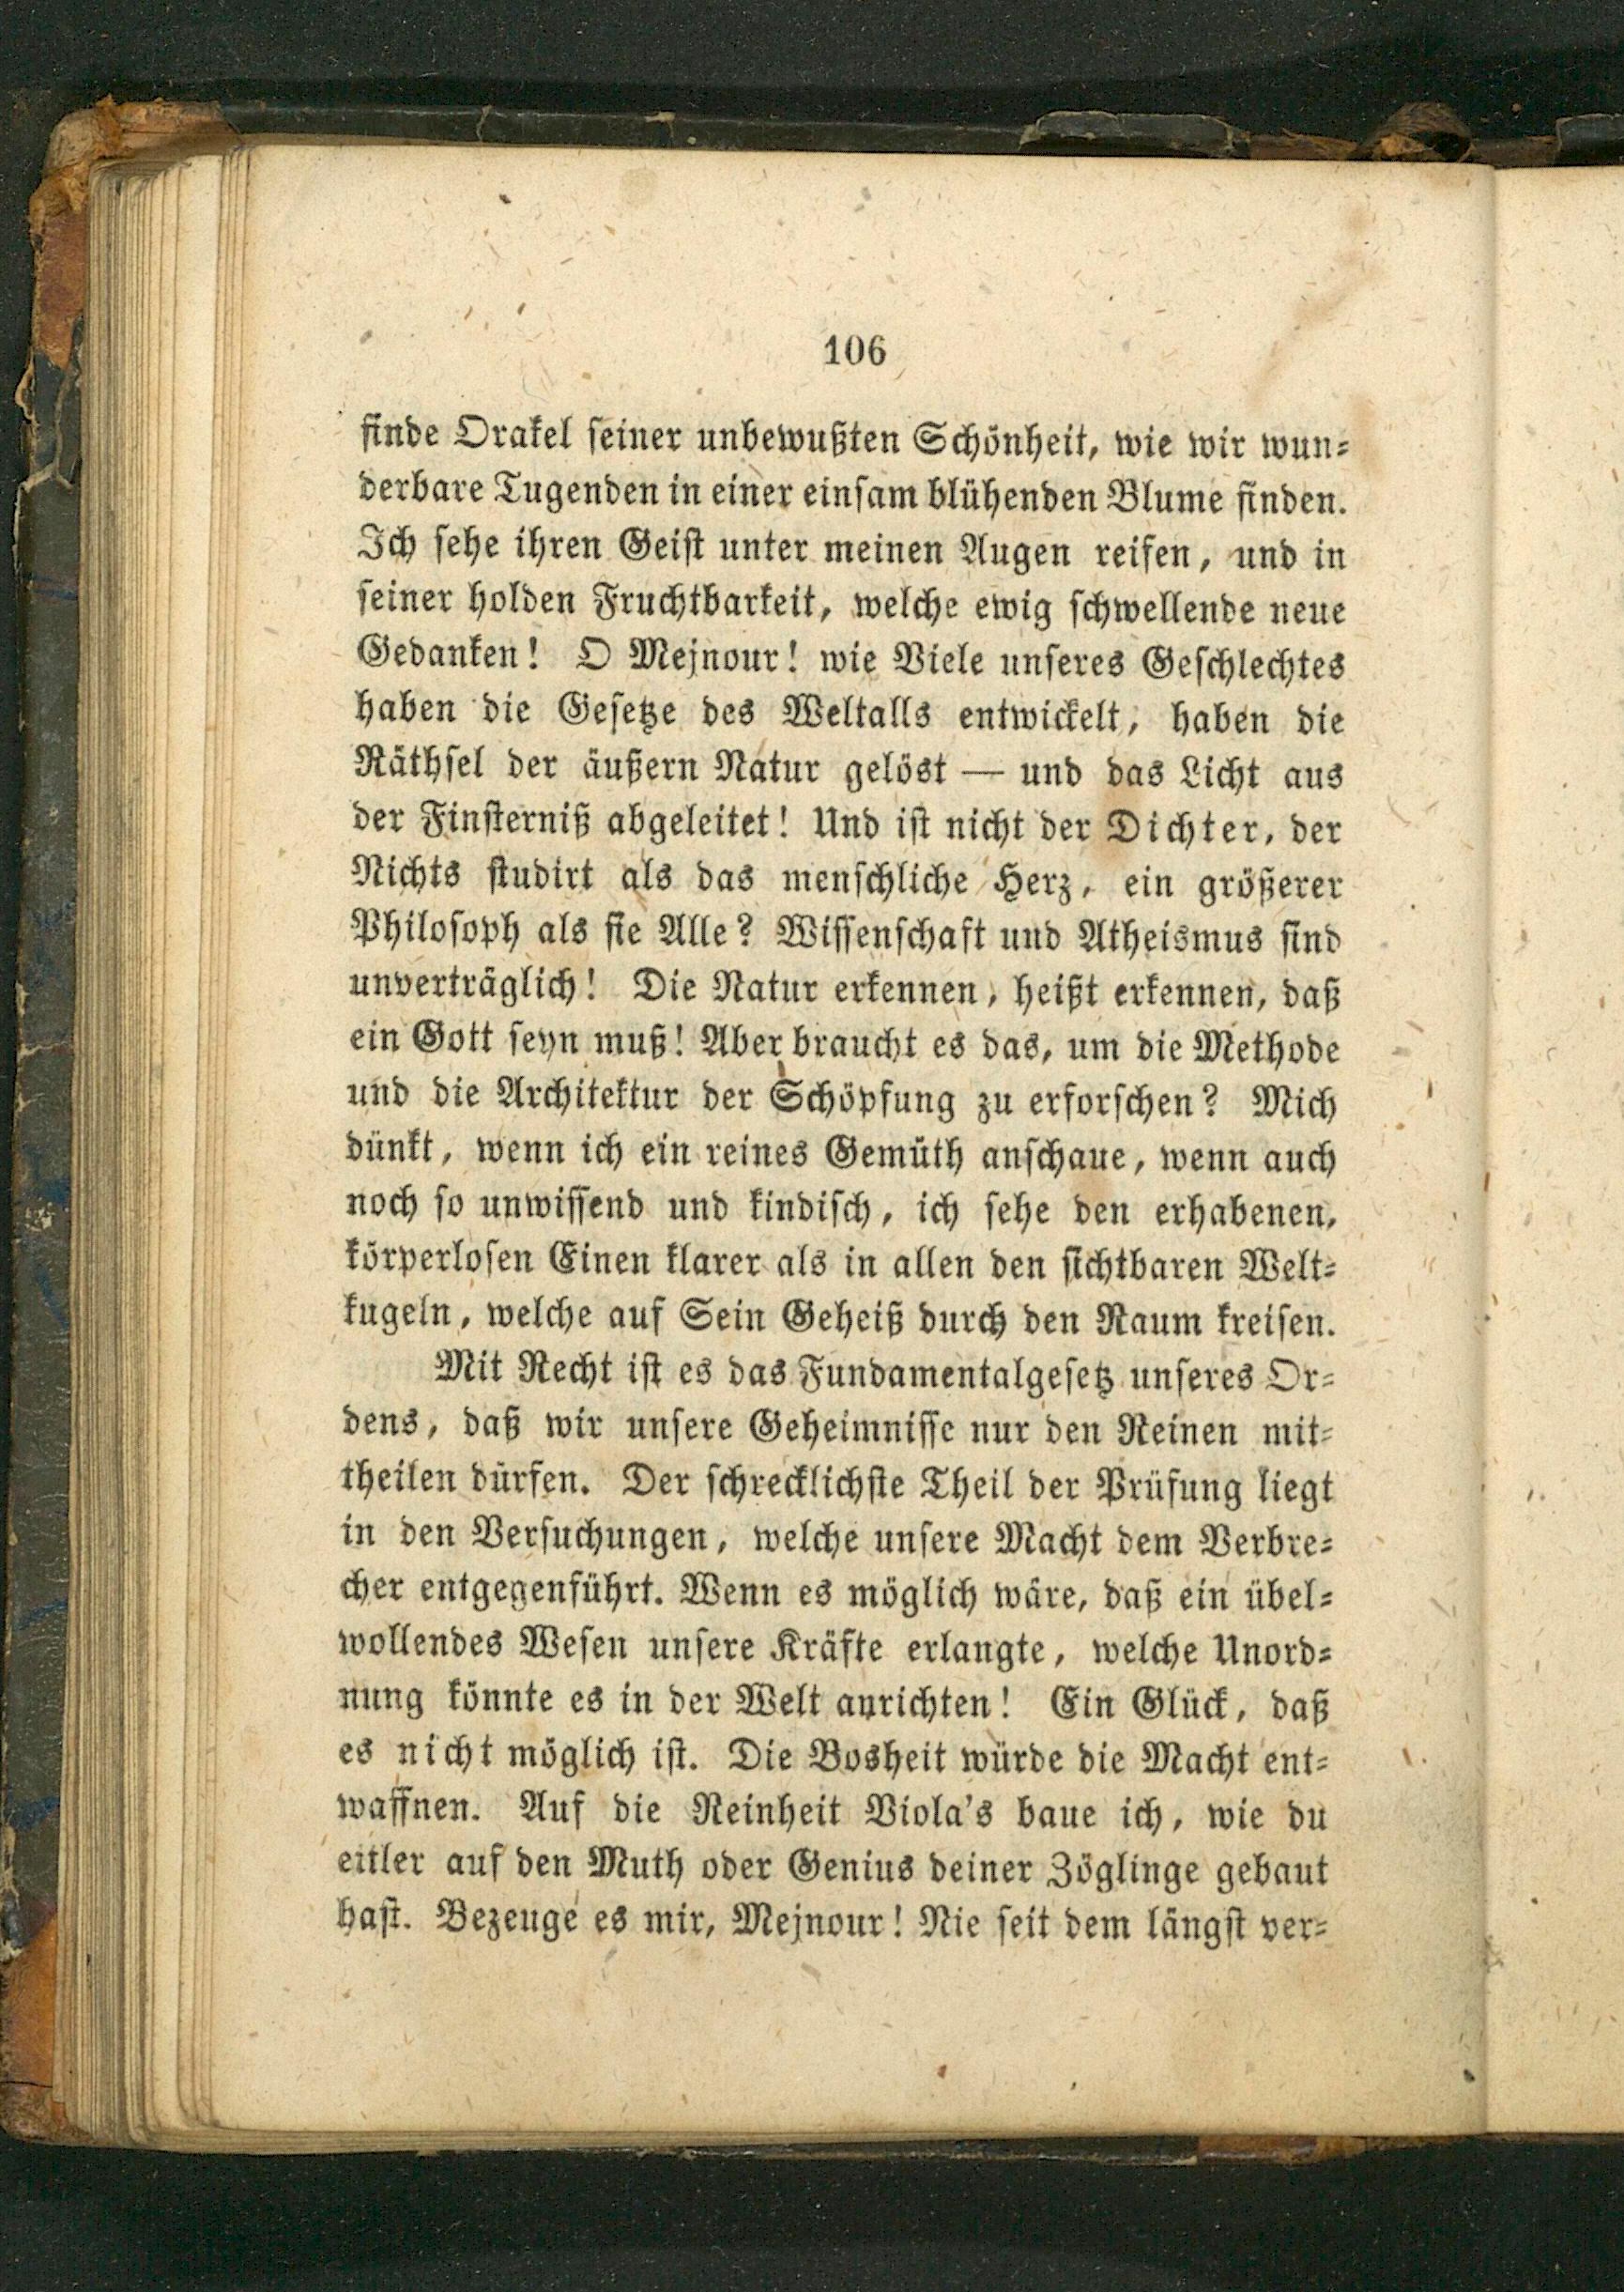 106
finde Orakel seiner unbewußten Schönheit, wie wir wun-
derbare Tugenden in einer einsam blühenden Blume finden.
Ich sehe ihren Geist unter meinen Augen reifen, und in
seiner holden Fruchtbarkeit, welche ewig schwellende neue
Gedanken! O Mejnour! wie Viele unseres Geschlechtes
haben die Gesetze des Weltalls entwickelt, haben die
Räthsel der äußern Natur gelöst — und das Licht aus
der Finsterniß abgeleitet! Und ist nicht der Dichter, der
Nichts studirt als das menschliche Herz, ein größerer
Philosoph als sie Alle? Wissenschaft und Atheismus sind
unverträglich! Die Natur erkennen, heißt erkennen, daß
ein Gott seyn muß! Aber braucht es das, um die Methode
und die Architektur der Schöpfung zu erforschen? Mich
dünkt, wenn ich ein reines Gemüth anschaue, wenn auch
noch so unwissend und kindisch, ich sehe den erhabenen,
körperlosen Einen klarer als in allen den sichtbaren Welt-
kugeln, welche auf Sein Geheiß durch den Raum kreisen.
Mit Recht ist es das Fundamentalgesetz unseres Or-
dens, daß wir unsere Geheimnisse nur den Reinen mit-
theilen dürfen. Der schrecklichste Theil der Prüfung liegt
in den Versuchungen, welche unsere Macht dem Verbre-
cher entgegenführt. Wenn es möglich wäre, daß ein übel-
wollendes Wesen unsere Kräfte erlangte, welche Unord-
nung könnte es in der Welt anrichten! Ein Glück, daß
es nicht möglich ist. Die Bosheit würde die Macht ent-
waffnen. Auf die Reinheit Viola's baue ich, wie du
eitler auf den Muth oder Genius deiner Zöglinge gebaut
hast. Bezeuge es mir, Mejnour! Nie seit dem längst ver-